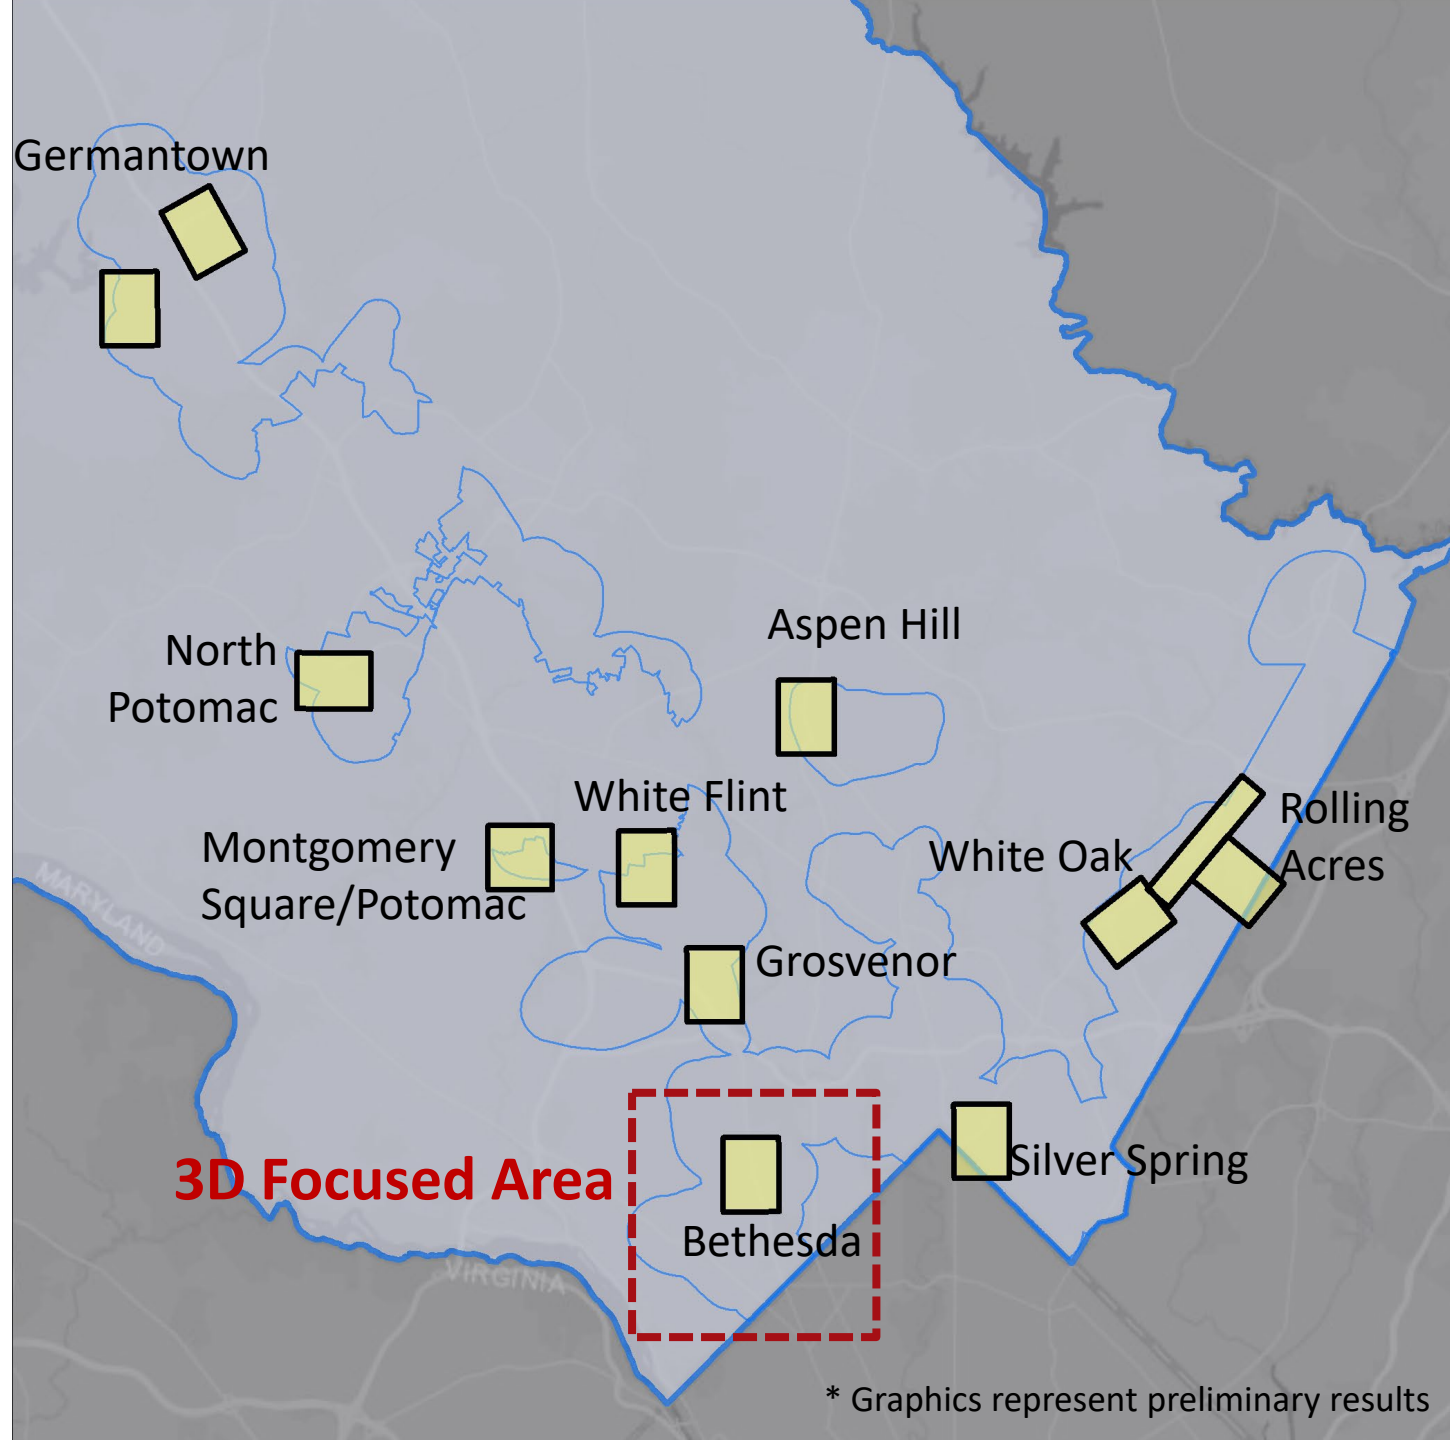 Germantown
North
Potomac
Aspen Hill
White Flint
Montgomery
Square/Potomac
White Oak
Rolling
Acres
Grosvenor
MARYLAND
3D Focused Area
Silver Spring
Bethesda
VIRGINIA
* Graphics represent preliminary results